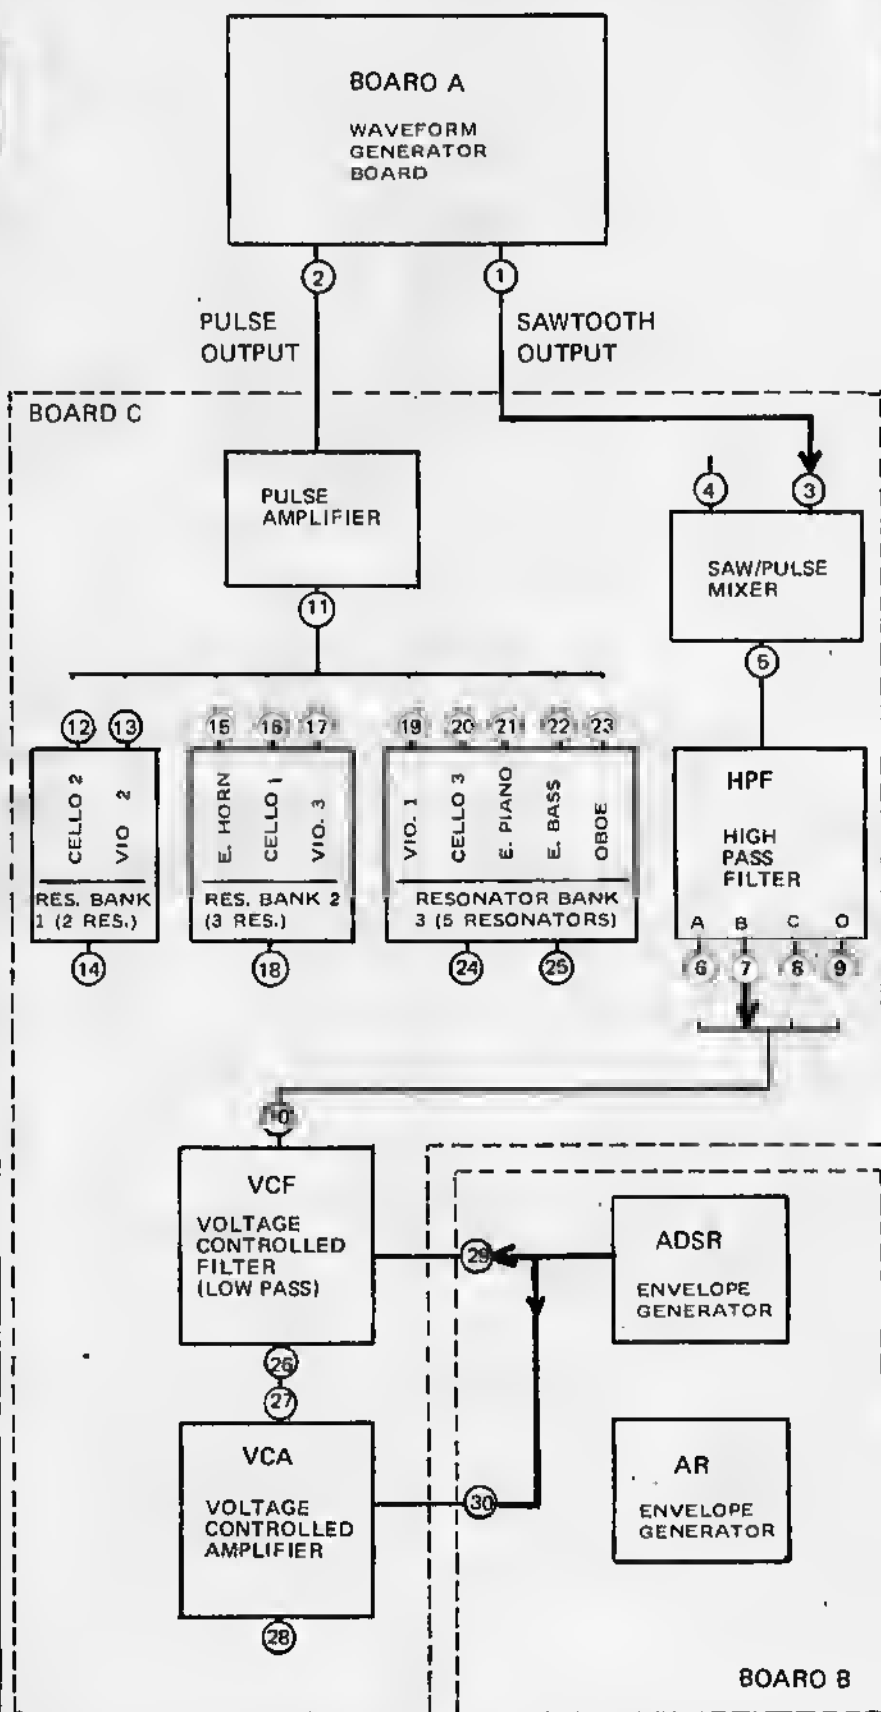 BOARD A
WAVEFORM
GENERATOR
BOARD
2
1
PULSE
OUTPUT
SAWTOOTH
OUTPUT
BOARD C
PULSE
AMPLIFIER
4
3
SAW/PULSE
MIXER
11
5
12
13
15
16
17
19
20
21
22
23
CELLO 2
VIO 2
E. HORN
CELLO 1
VIO. 3
VIO. 1
CELLO 3
E. PIANO
E. BASS
OBOE
RES. BANK
1 (2 RES.)
RES. BANK 2
(3 RES.)
RESONATOR BANK
3 (5 RESONATORS)
HPF
HIGH
PASS
FILTER
A B C D
14
18
24
25
6
7
8
9
10
VCF
VOLTAGE
CONTROLLED
FILTER
(LOW PASS)
29
ADSR
ENVELOPE
GENERATOR
26
27
VCA
VOLTAGE
CONTROLLED
AMPLIFIER
30
AR
ENVELOPE
GENERATOR
28
BOARD B